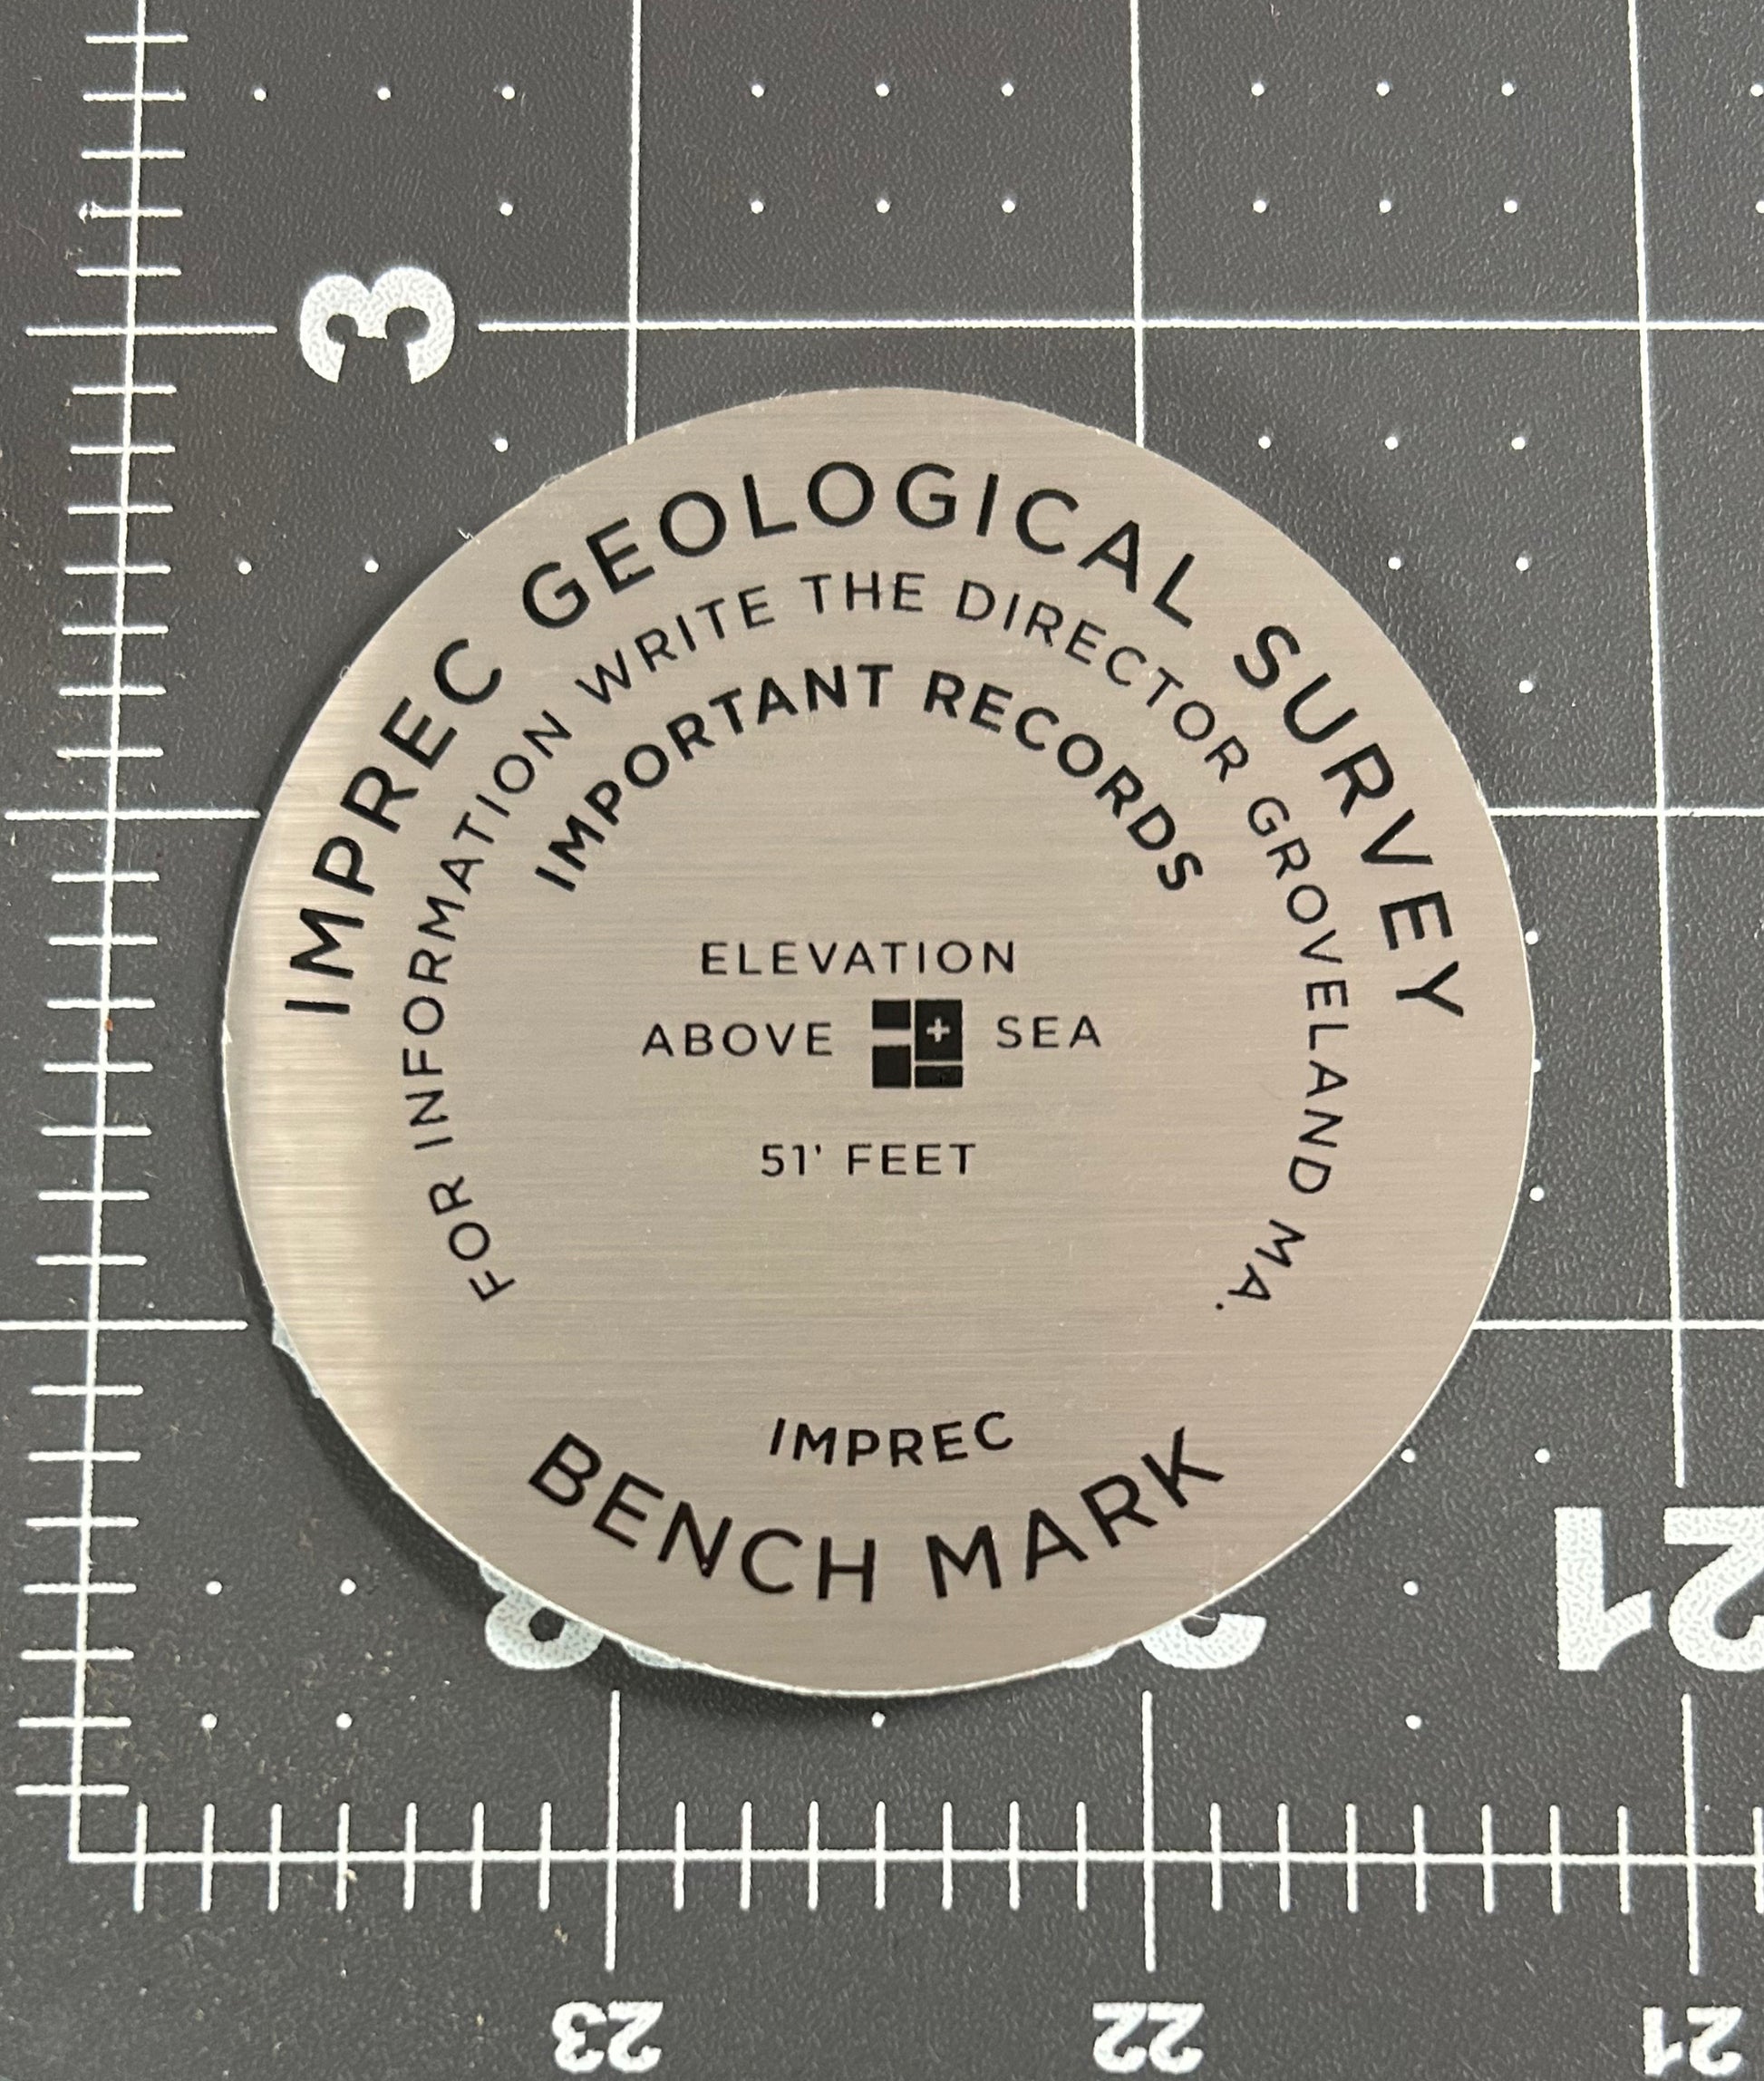 IMPREC GEOLOGICAL SURVEY
FOR INFORMATION WRITE THE DIRECTOR GROVELAND MA.
IMPORTANT RECORDS
ELEVATION
ABOVE SEA
51' FEET
IMPREC
BENCH MARK
3
21
23
22
21